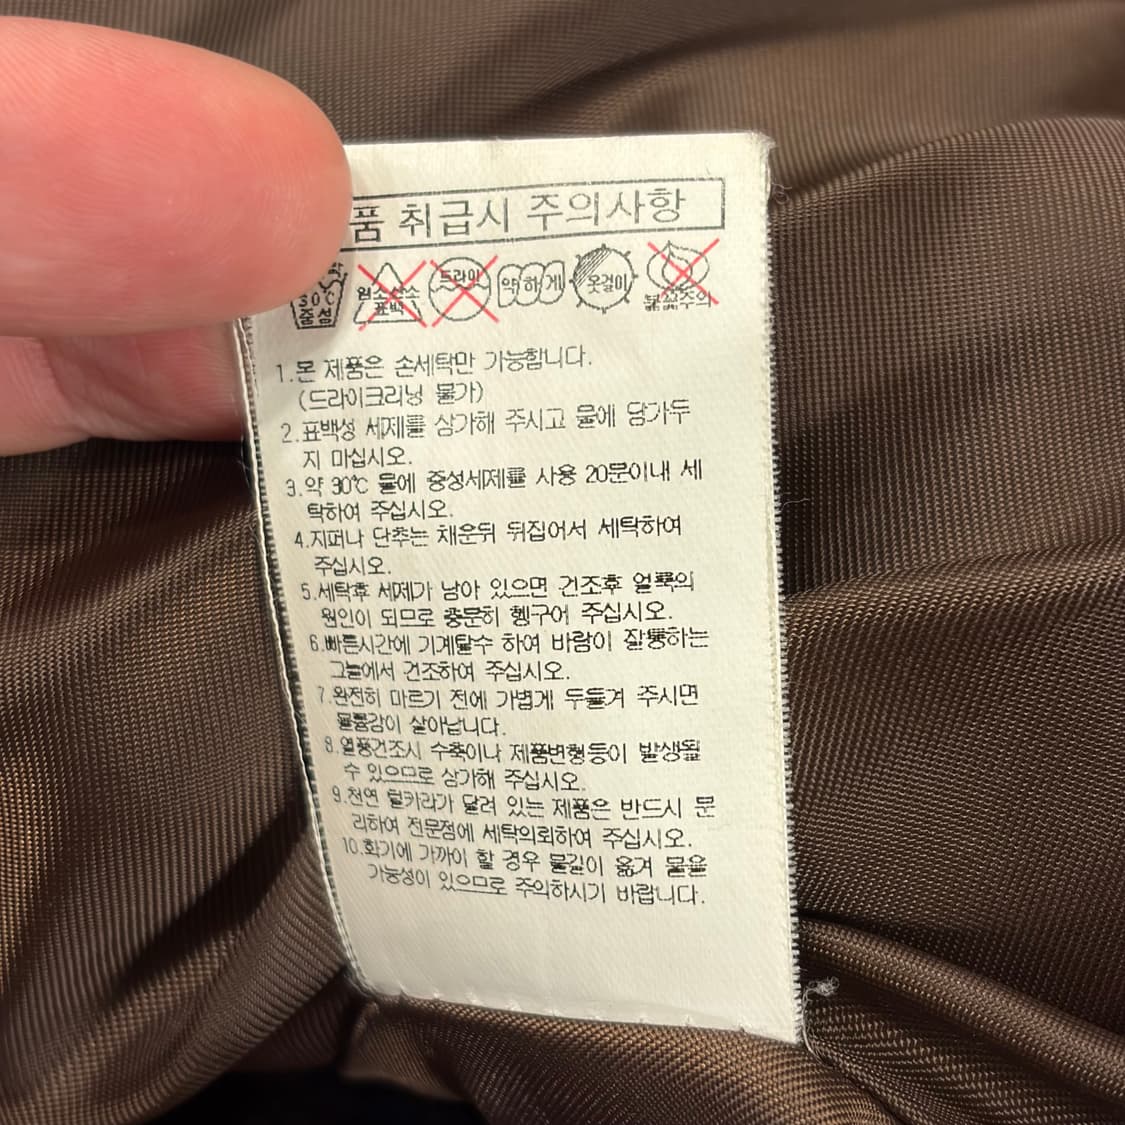 품 취급시 주의사항
30℃
중성
염소산소
표백
드라이
약하게
옷걸이
불꽃주의
1.본 제품은 손세탁만 가능합니다.
(드라이크리닝 불가)
2.표백성 세제를 삼가해 주시고 물에 담가두
지 마십시오.
3.약 30℃ 물에 중성세제를 사용 20분이내 세
탁하여 주십시오.
4.지퍼나 단추는 채운뒤 뒤집어서 세탁하여
주십시오.
5.세탁후 세제가 남아 있으면 건조후 얼룩의
원인이 되므로 충분히 헹구어 주십시오.
6.빠른시간에 기계탈수 하여 바람이 잘통하는
그늘에서 건조하여 주십시오.
7.완전히 마르기 전에 가볍게 두들겨 주시면
볼륨감이 살아납니다.
8.열풍건조시 수축이나 제품변형등이 발생될
수 있으므로 삼가해 주십시오.
9.천연 털카라가 달려 있는 제품은 반드시 분
리하여 전문점에 세탁의뢰하여 주십시오.
10.화기에 가까이 할 경우 불길이 옮겨 붙을
가능성이 있으므로 주의하시기 바랍니다.